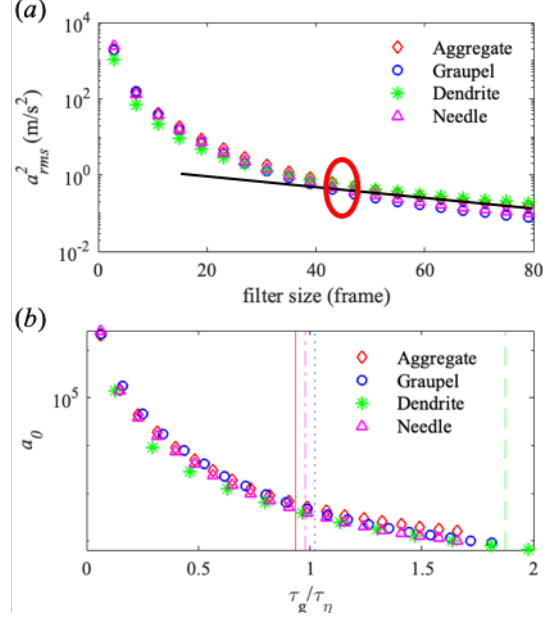 (a)
10^4
10^2
10^0
10^-2
a^2_rms (m/s^2)
Aggregate
Graupel
Dendrite
Needle
0 20 40 60 80
filter size (frame)
(b)
10^5
a_0
Aggregate
Graupel
Dendrite
Needle
0 0.5 1 1.5 2
τ_g/τ_η